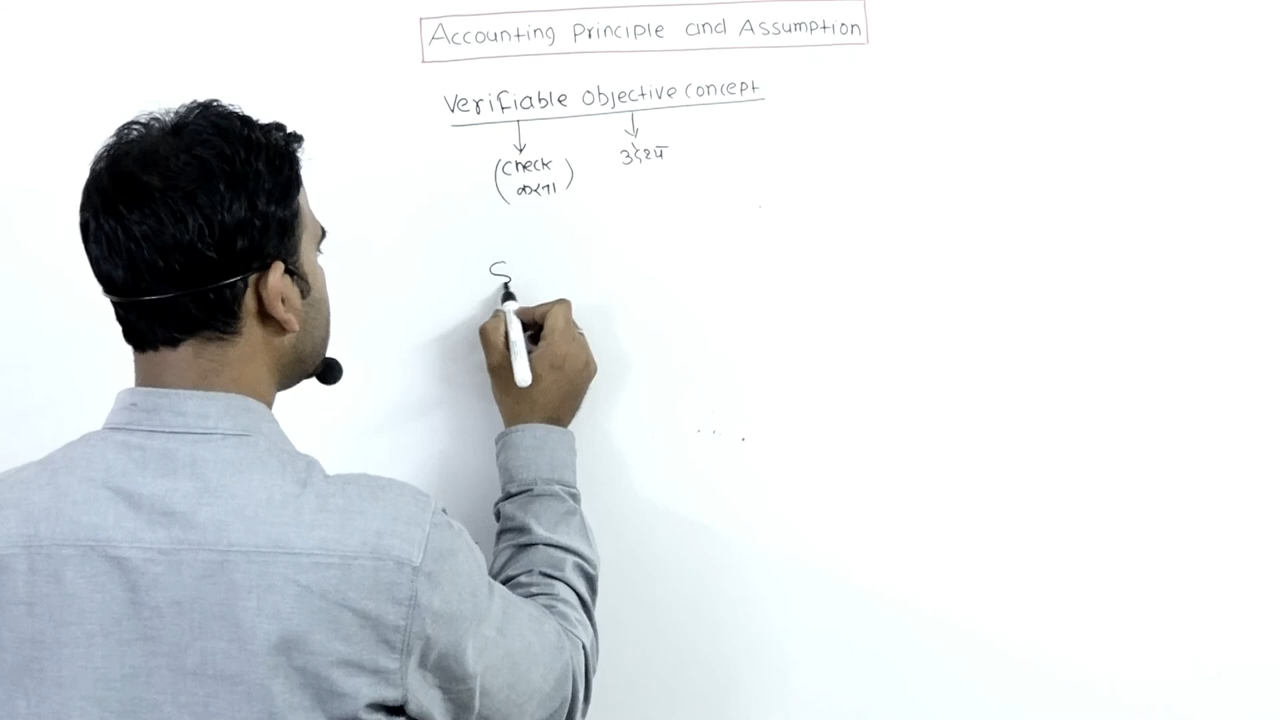 Accounting Principle and Assumption
Verifiable Objective concept
(Check करना)
उद्देश्य
S